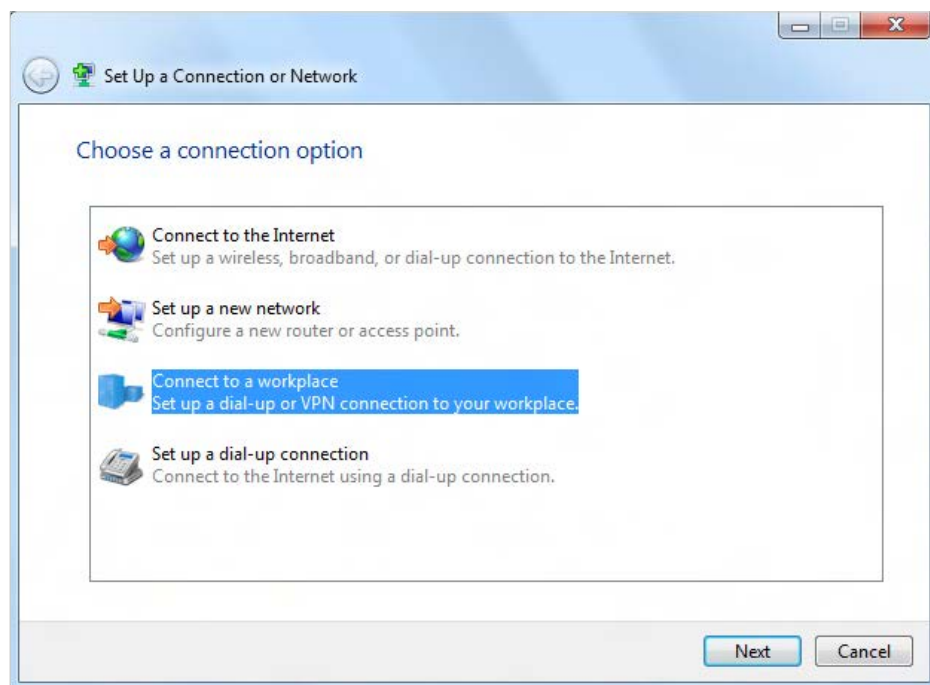 Set Up a Connection or Network
Choose a connection option
Connect to the Internet
Set up a wireless, broadband, or dial-up connection to the Internet.
Set up a new network
Configure a new router or access point.
Connect to a workplace
Set up a dial-up or VPN connection to your workplace.
Set up a dial-up connection
Connect to the Internet using a dial-up connection.
Next
Cancel